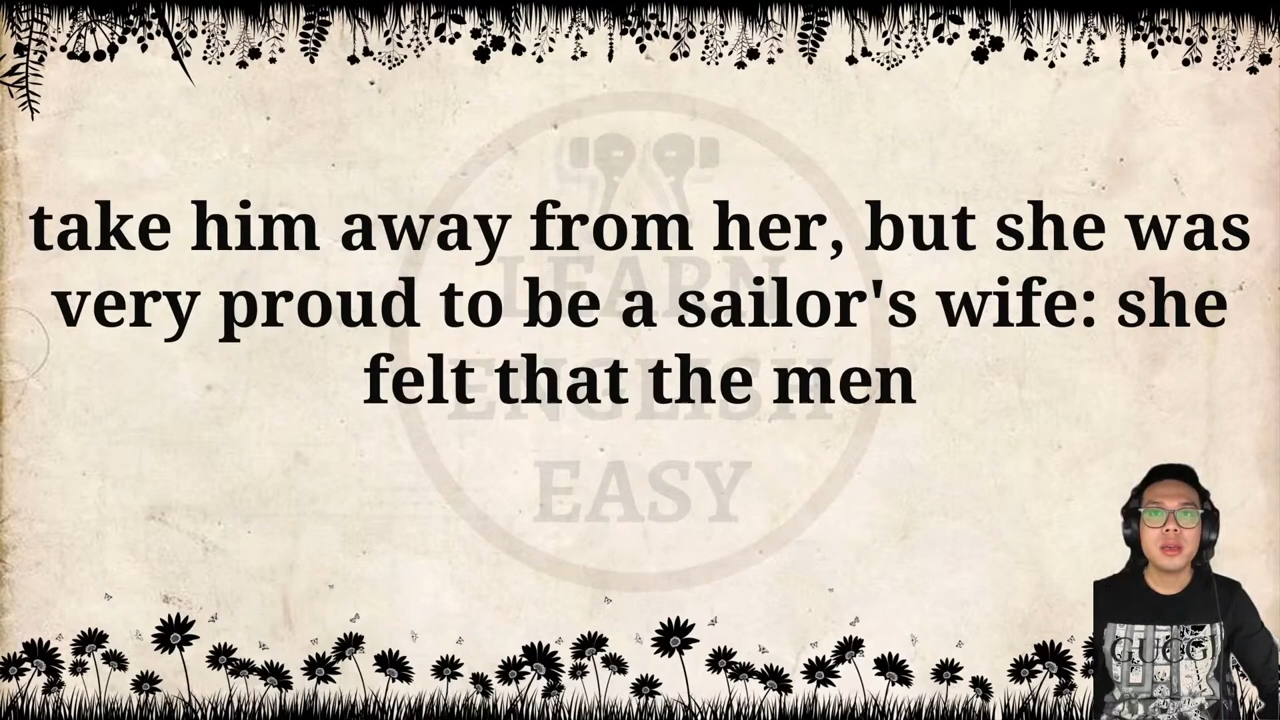 take him away from her, but she was
very proud to be a sailor's wife: she
felt that the men
LEARN
ENGLISH
EASY
GUCCI